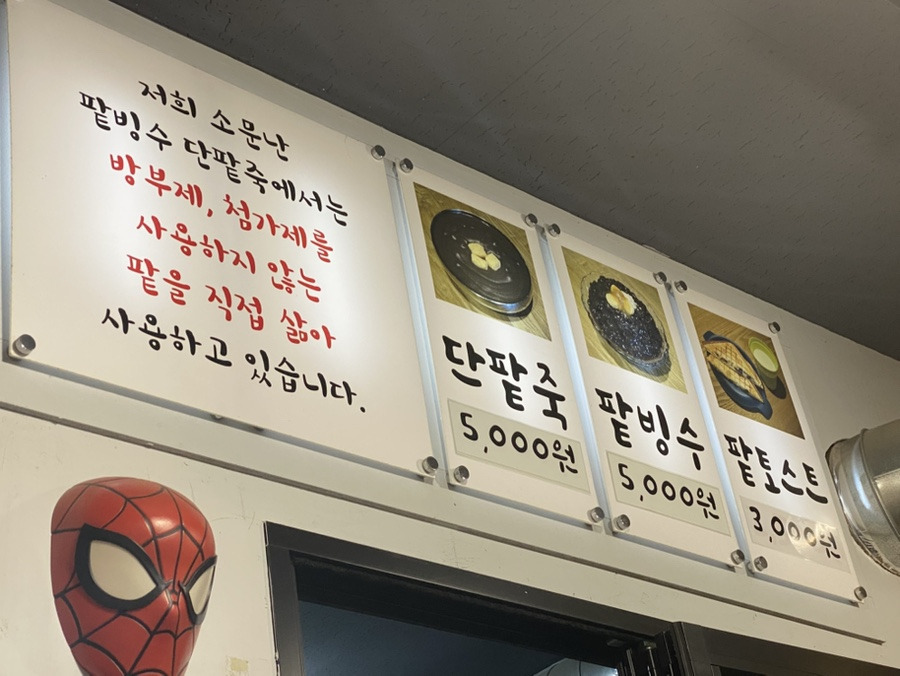 저희 소문난
팥빙수 단팥죽에서는
방부제, 첨가제를
사용하지 않는
팥을 직접 삶아
사용하고 있습니다.
단팥죽
5,000원
팥빙수
5,000원
팥토스트
3,000원